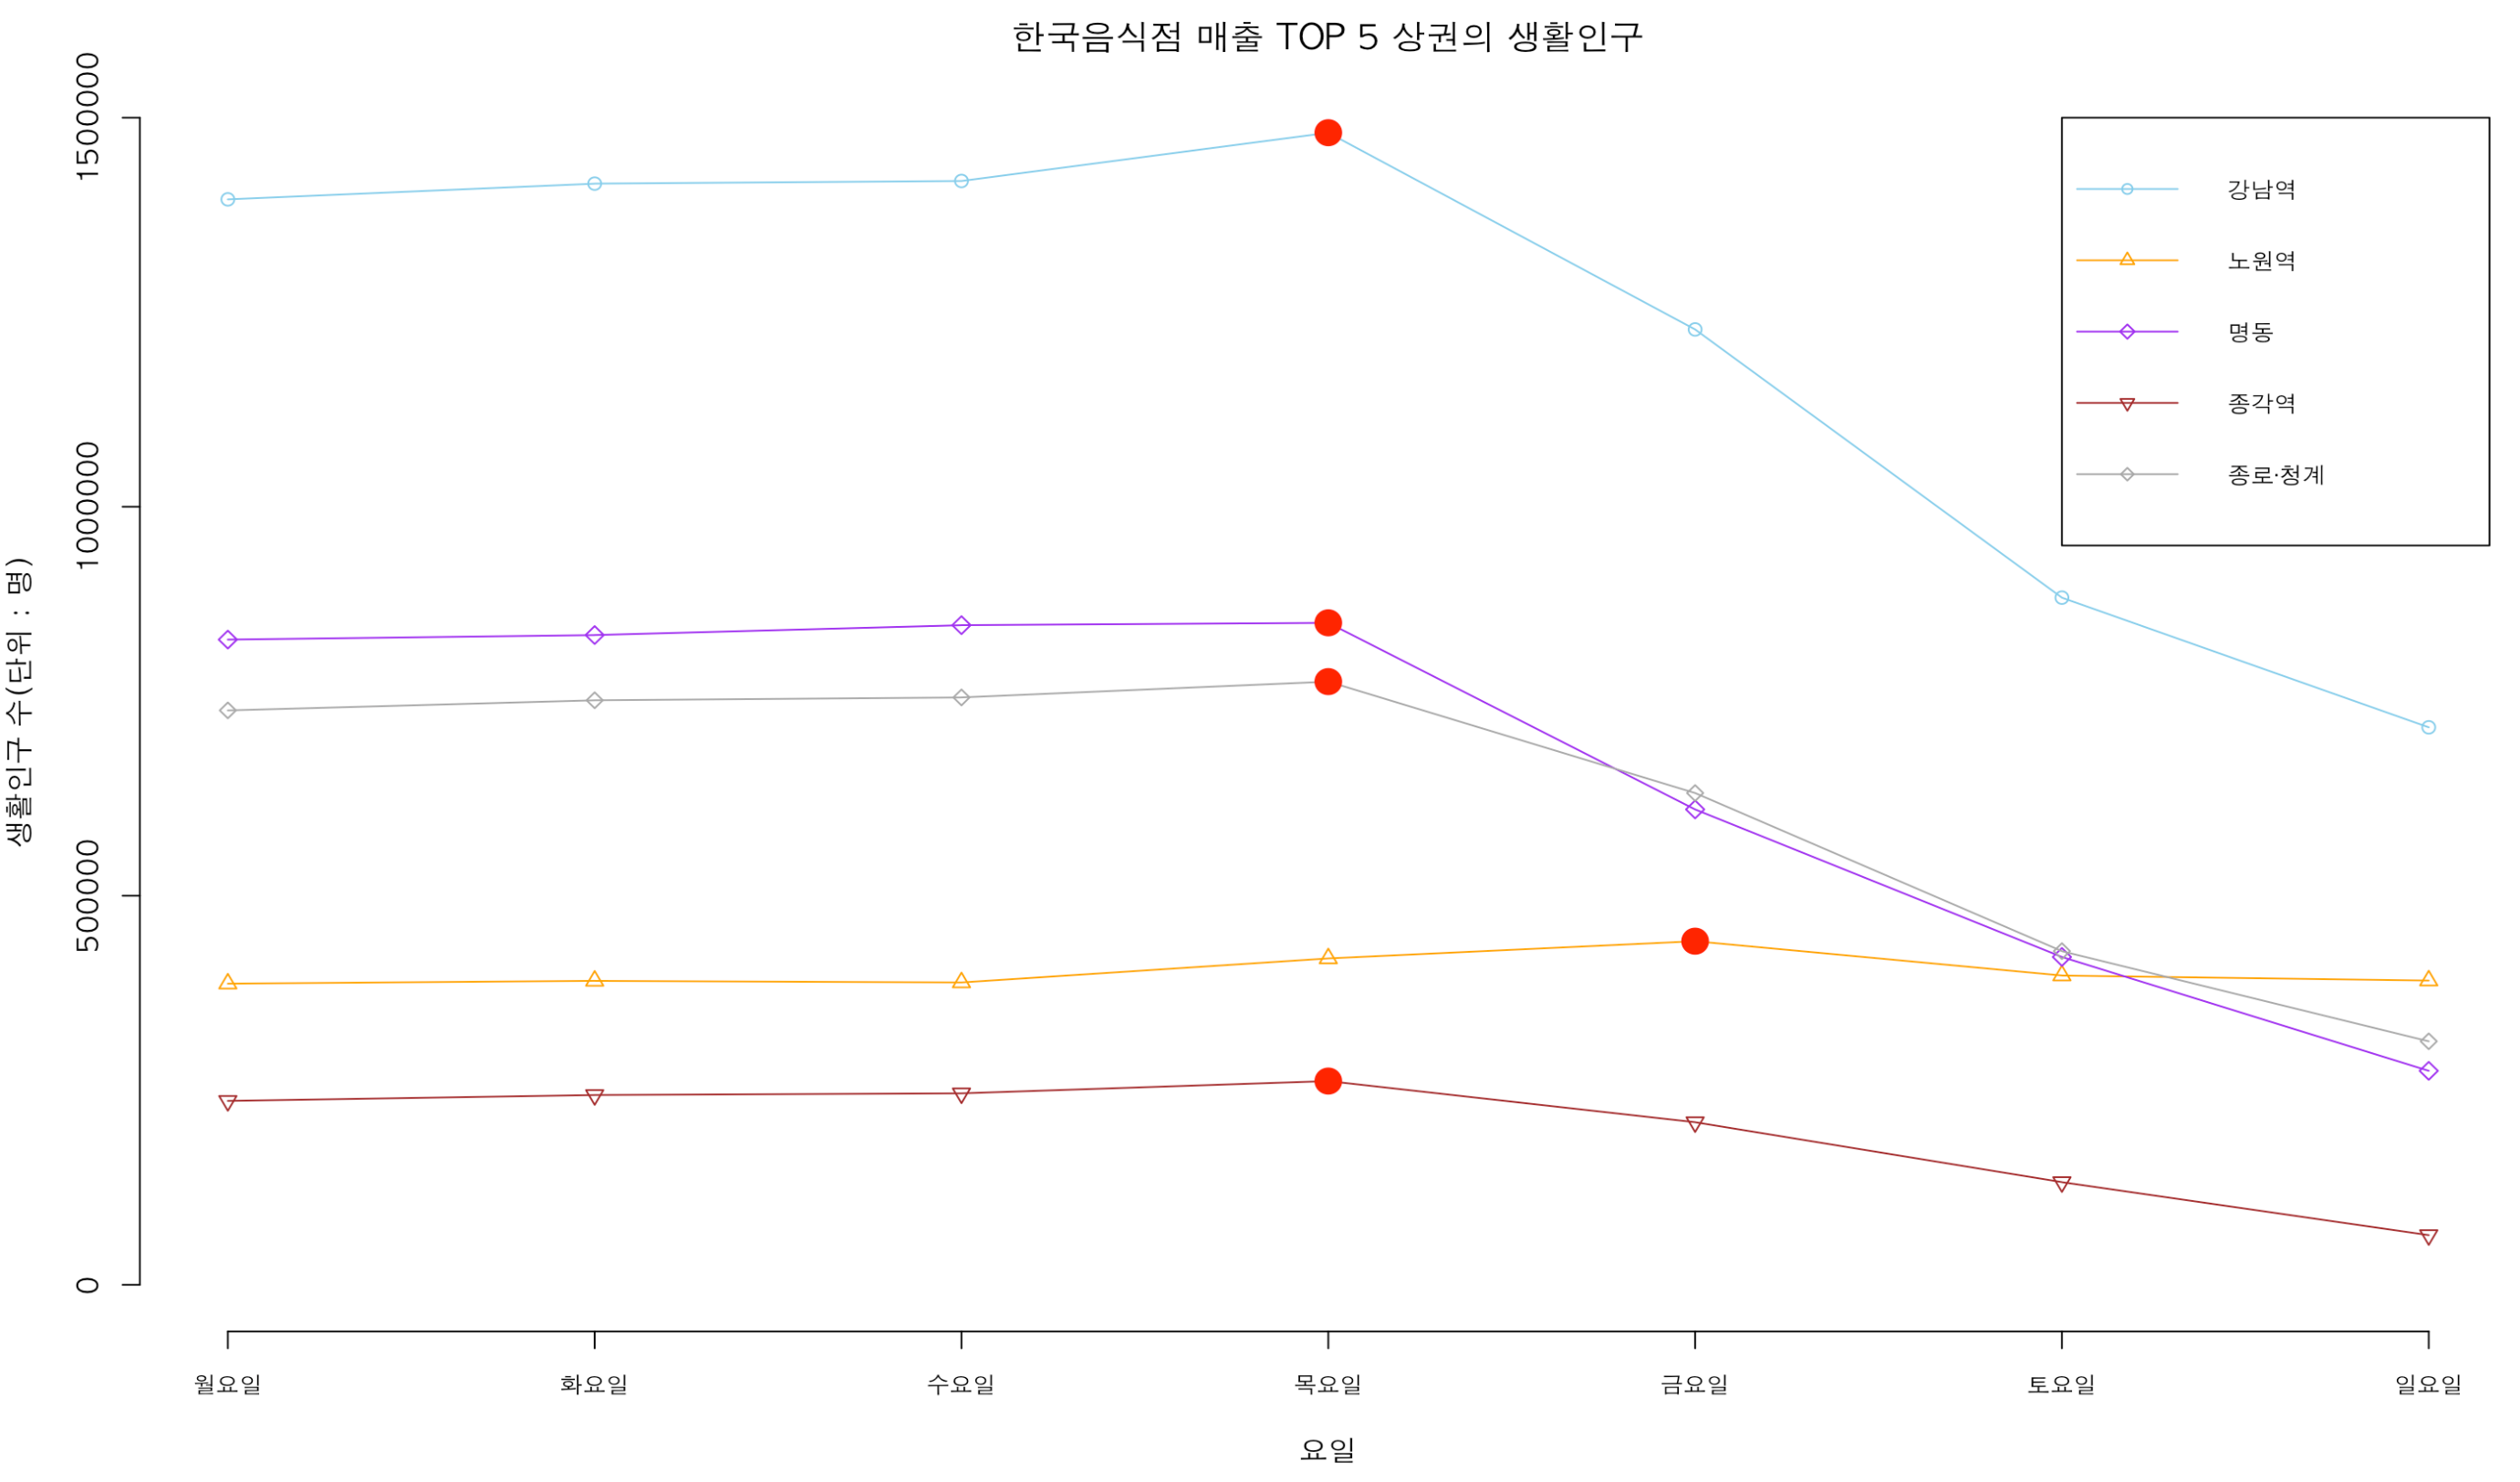 한국음식점 매출 TOP 5 상권의 생활인구
생활인구 수(단위 : 명)
1500000
1000000
500000
0
강남역
노원역
명동
종각역
종로·청계
월요일 화요일 수요일 목요일 금요일 토요일 일요일
요일